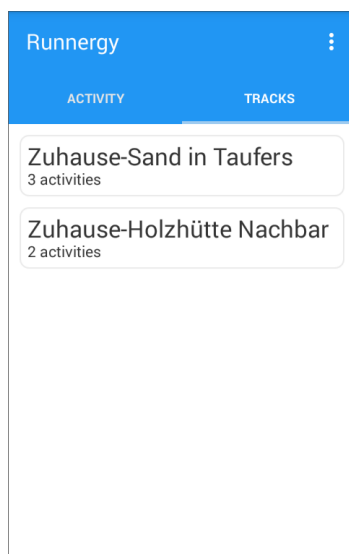 Runnergy
ACTIVITY TRACKS
Zuhause-Sand in Taufers
3 activities
Zuhause-Holzhütte Nachbar
2 activities